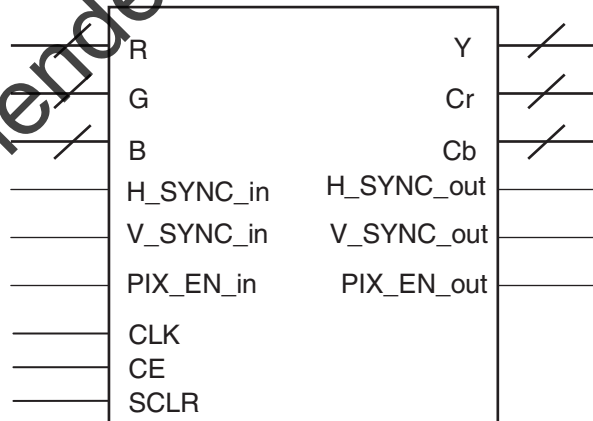 R Y
G Cr
B Cb
H_SYNC_in H_SYNC_out
V_SYNC_in V_SYNC_out
PIX_EN_in PIX_EN_out
CLK
CE
SCLR